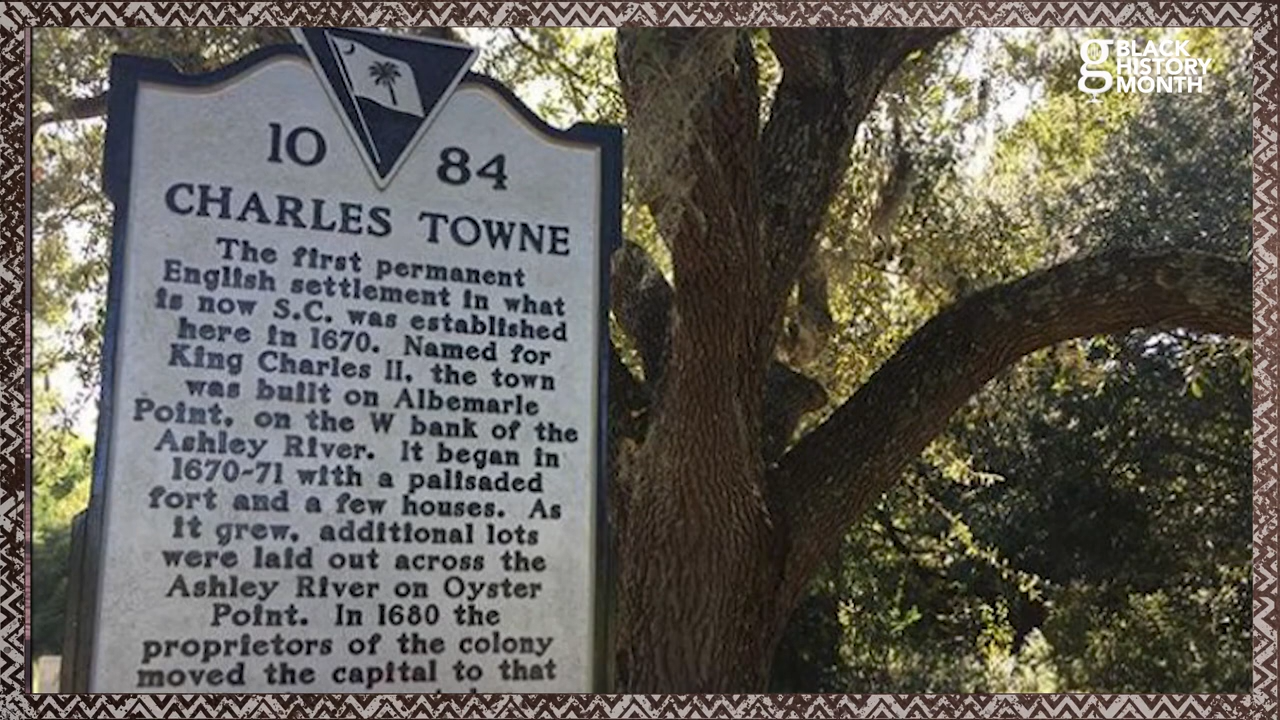 g BLACK
HISTORY
MONTH
10 84
CHARLES TOWNE
The first permanent
English settlement in what
is now S.C. was established
here in 1670. Named for
King Charles II, the town
was built on Albemarle
Point, on the W bank of the
Ashley River. It began in
1670-71 with a palisaded
fort and a few houses. As
it grew, additional lots
were laid out across the
Ashley River on Oyster
Point. In 1680 the
proprietors of the colony
moved the capital to that